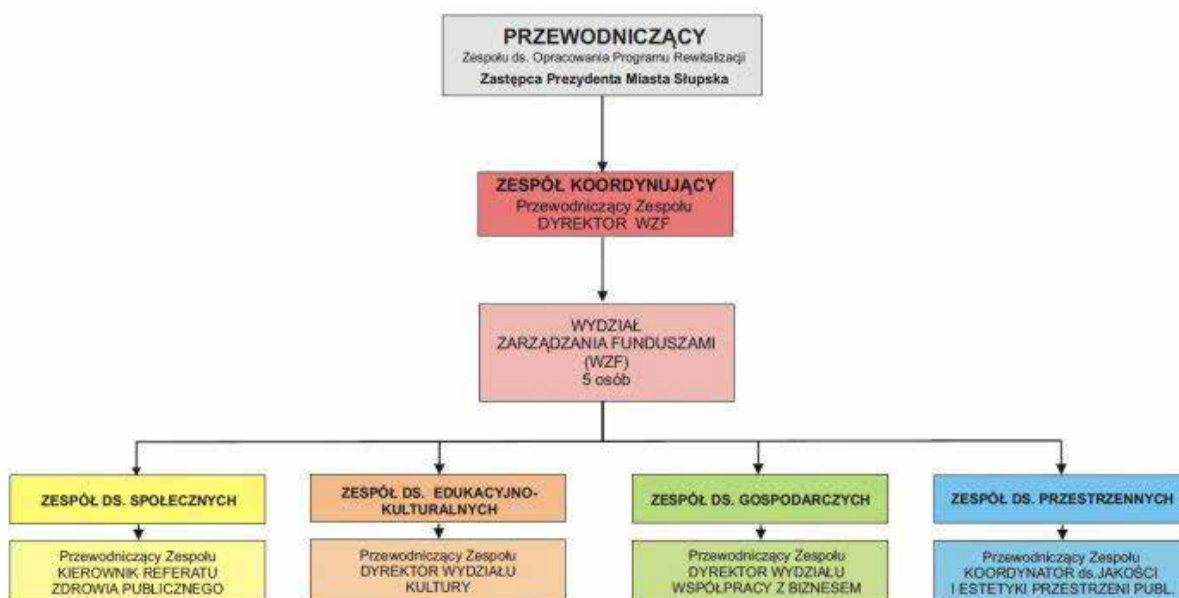 PRZEWODNICZĄCY
Zespołu ds. Opracowania Programu Rewitalizacji
Zastępca Prezydenta Miasta Słupska
ZESPÓŁ KOORDYNUJĄCY
Przewodniczący Zespołu
DYREKTOR WZF
WYDZIAŁ
ZARZĄDZANIA FUNDUSZAMI
(WZF)
5 osób
ZESPÓŁ DS. SPOŁECZNYCH
Przewodniczący Zespołu
KIEROWNIK REFERATU
ZDROWIA PUBLICZNEGO
ZESPÓŁ DS. EDUKACYJNO-
KULTURALNYCH
Przewodniczący Zespołu
DYREKTOR WYDZIAŁU
KULTURY
ZESPÓŁ DS. GOSPODARCZYCH
Przewodniczący Zespołu
DYREKTOR WYDZIAŁU
WSPÓŁPRACY Z BIZNESEM
ZESPÓŁ DS. PRZESTRZENNYCH
Przewodniczący Zespołu
KOORDYNATOR ds.JAKOŚCI
I ESTETYKI PRZESTRZENI PUBL.